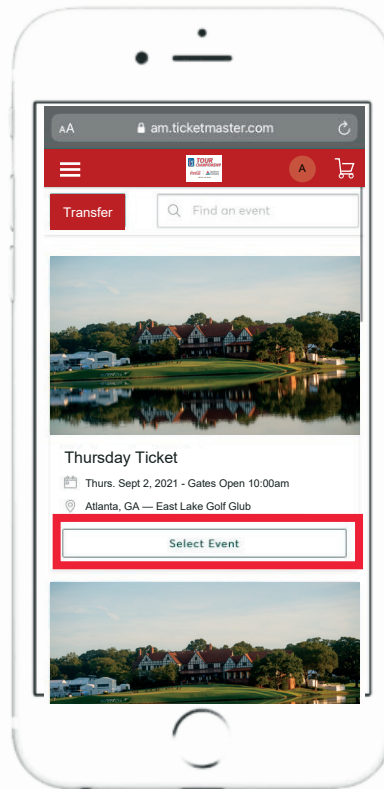 AA am.ticketmaster.com
TOUR
CHAMPIONSHIP
A
Transfer
Find an event
Thursday Ticket
Thurs. Sept 2, 2021 - Gates Open 10:00am
Atlanta, GA — East Lake Golf Glub
Select Event